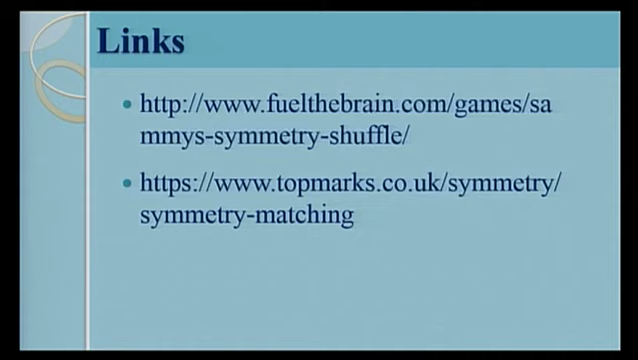 Links
http://www.fuelthebrain.com/games/sa
mmys-symmetry-shuffle/
https://www.topmarks.co.uk/symmetry/
symmetry-matching